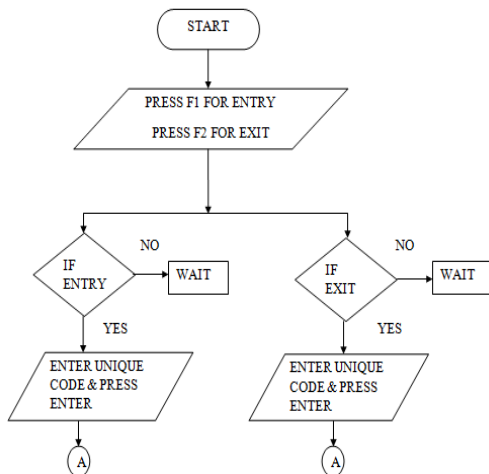 START
PRESS F1 FOR ENTRY
PRESS F2 FOR EXIT
NO
IF
ENTRY
WAIT
YES
ENTER UNIQUE
CODE & PRESS
ENTER
A
NO
IF
EXIT
WAIT
YES
ENTER UNIQUE
CODE & PRESS
ENTER
A